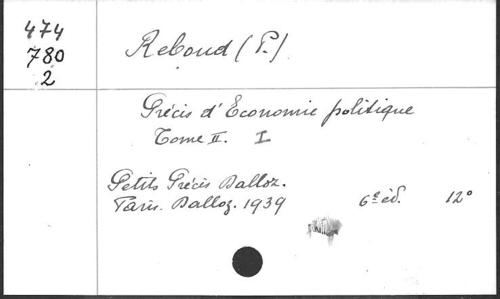 474
780
2
Reboud (P.)
Précis d'Economie politique
Tome II. I
Petits Précis Dalloz.
Paris. Dalloz. 1939 6e éd. 12°